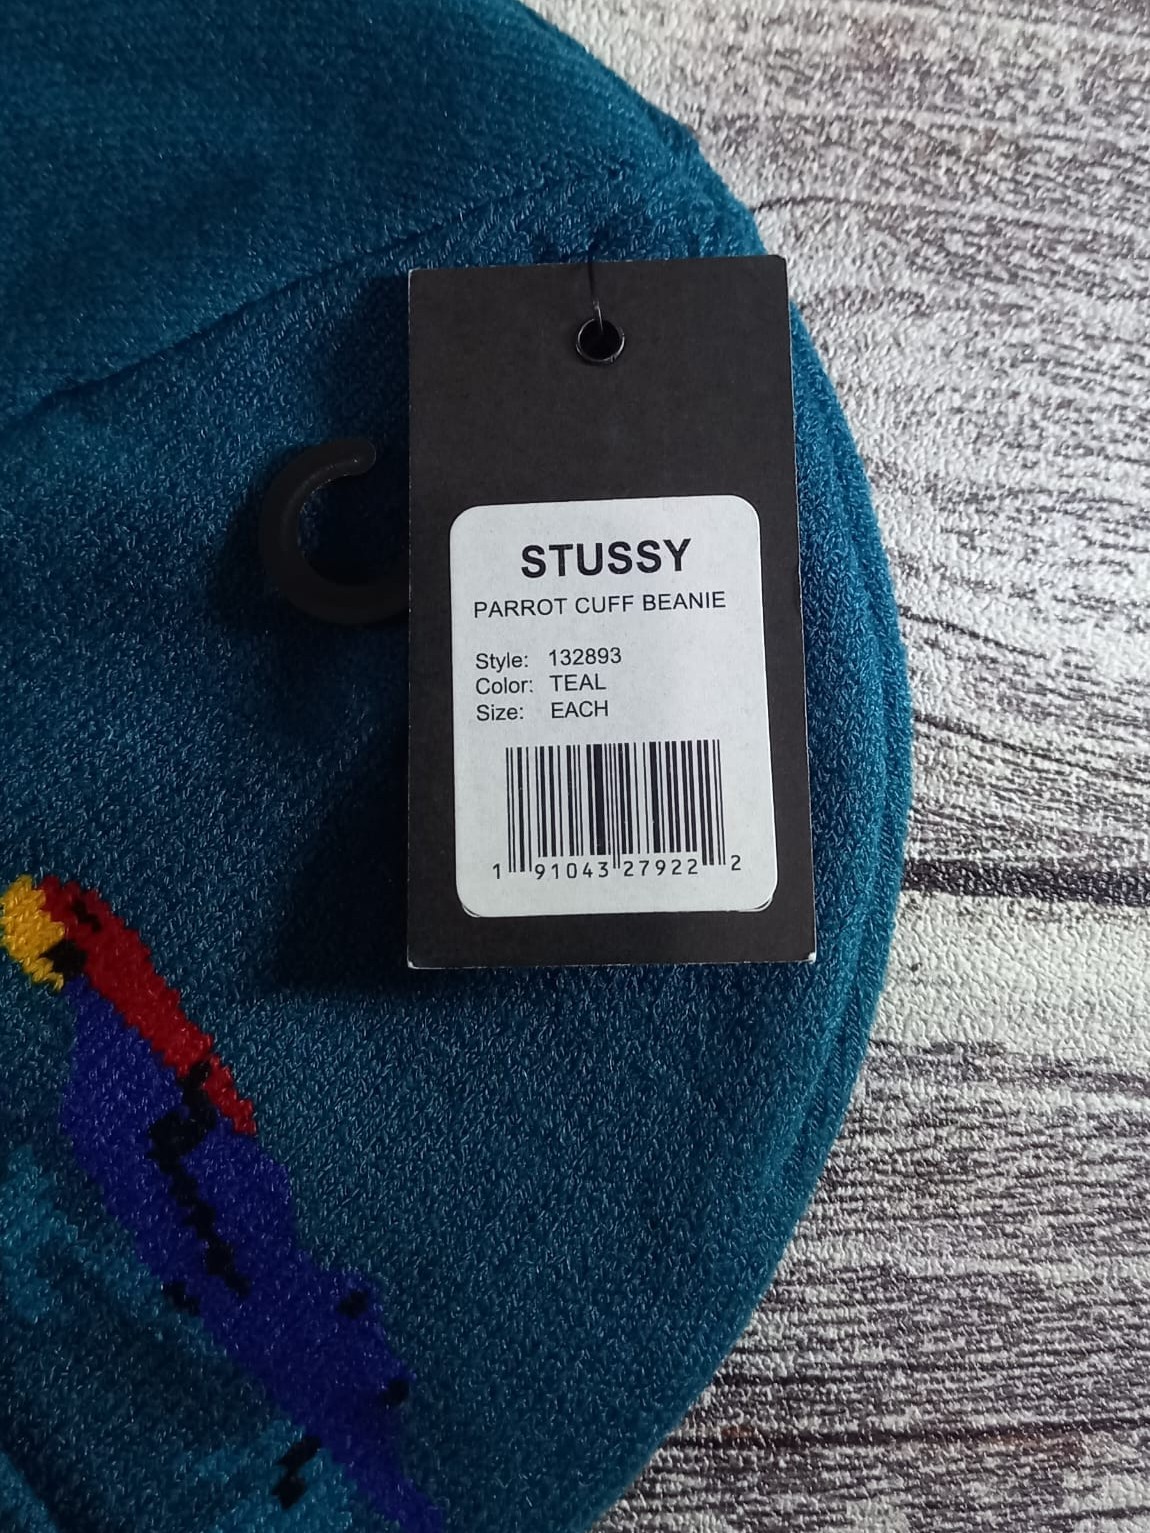 STUSSY
PARROT CUFF BEANIE
Style: 132893
Color: TEAL
Size: EACH
1 91043 27922 2